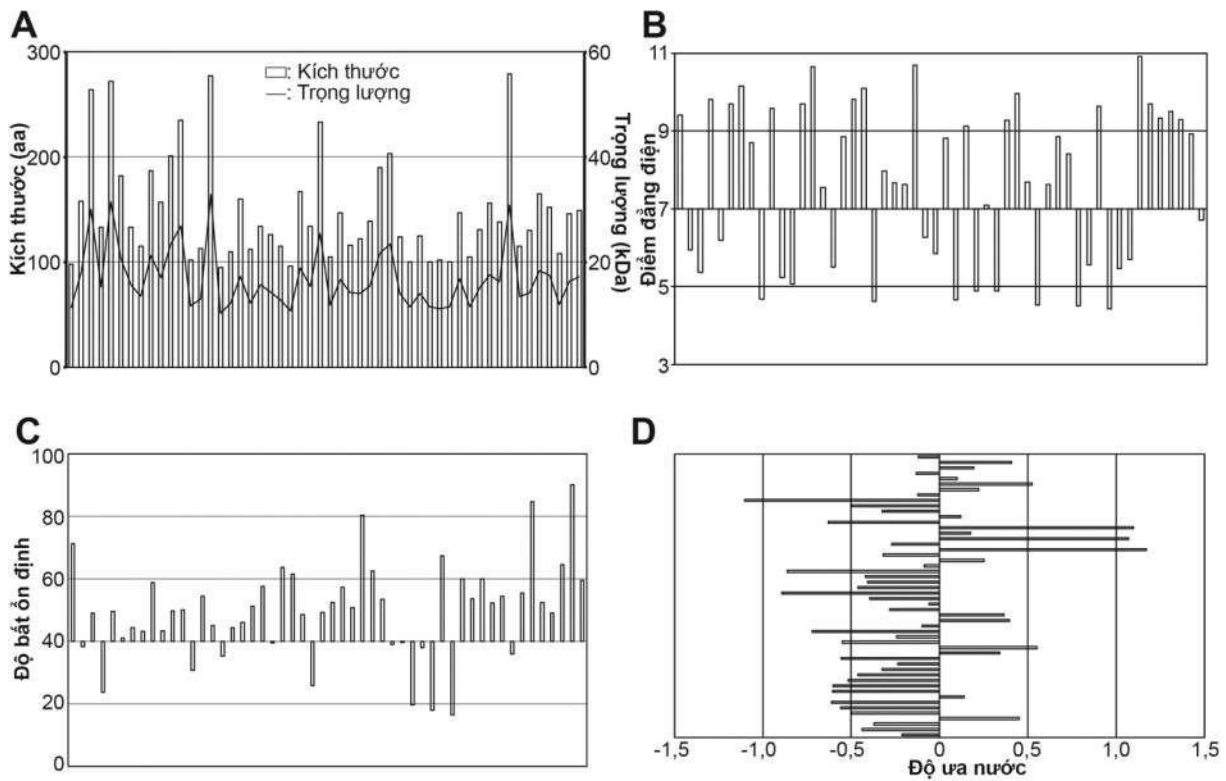 A
300
200
100
0
Kích thước (aa)
60
40
20
0
Trọng lượng (kDa)
: Kích thước
: Trọng lượng
B
11
9
7
5
3
Điểm đẳng điện
C
100
80
60
40
20
0
Độ bất ổn định
D
-1,5
-1,0
-0,5
0
0,5
1,0
1,5
Độ ưa nước